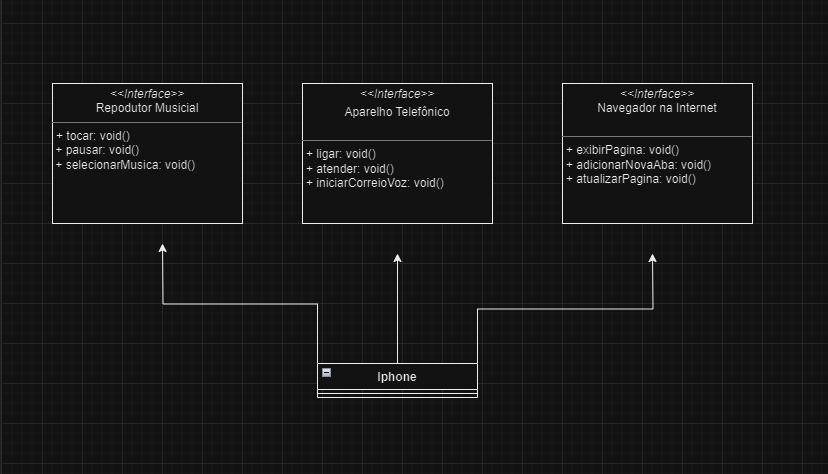 <<Interface>>
Repodutor Musicial
+ tocar: void()
+ pausar: void()
+ selecionarMusica: void()
<<Interface>>
Aparelho Telefônico
+ ligar: void()
+ atender: void()
+ iniciarCorreioVoz: void()
<<Interface>>
Navegador na Internet
+ exibirPagina: void()
+ adicionarNovaAba: void()
+ atulizarPagina: void()
Iphone